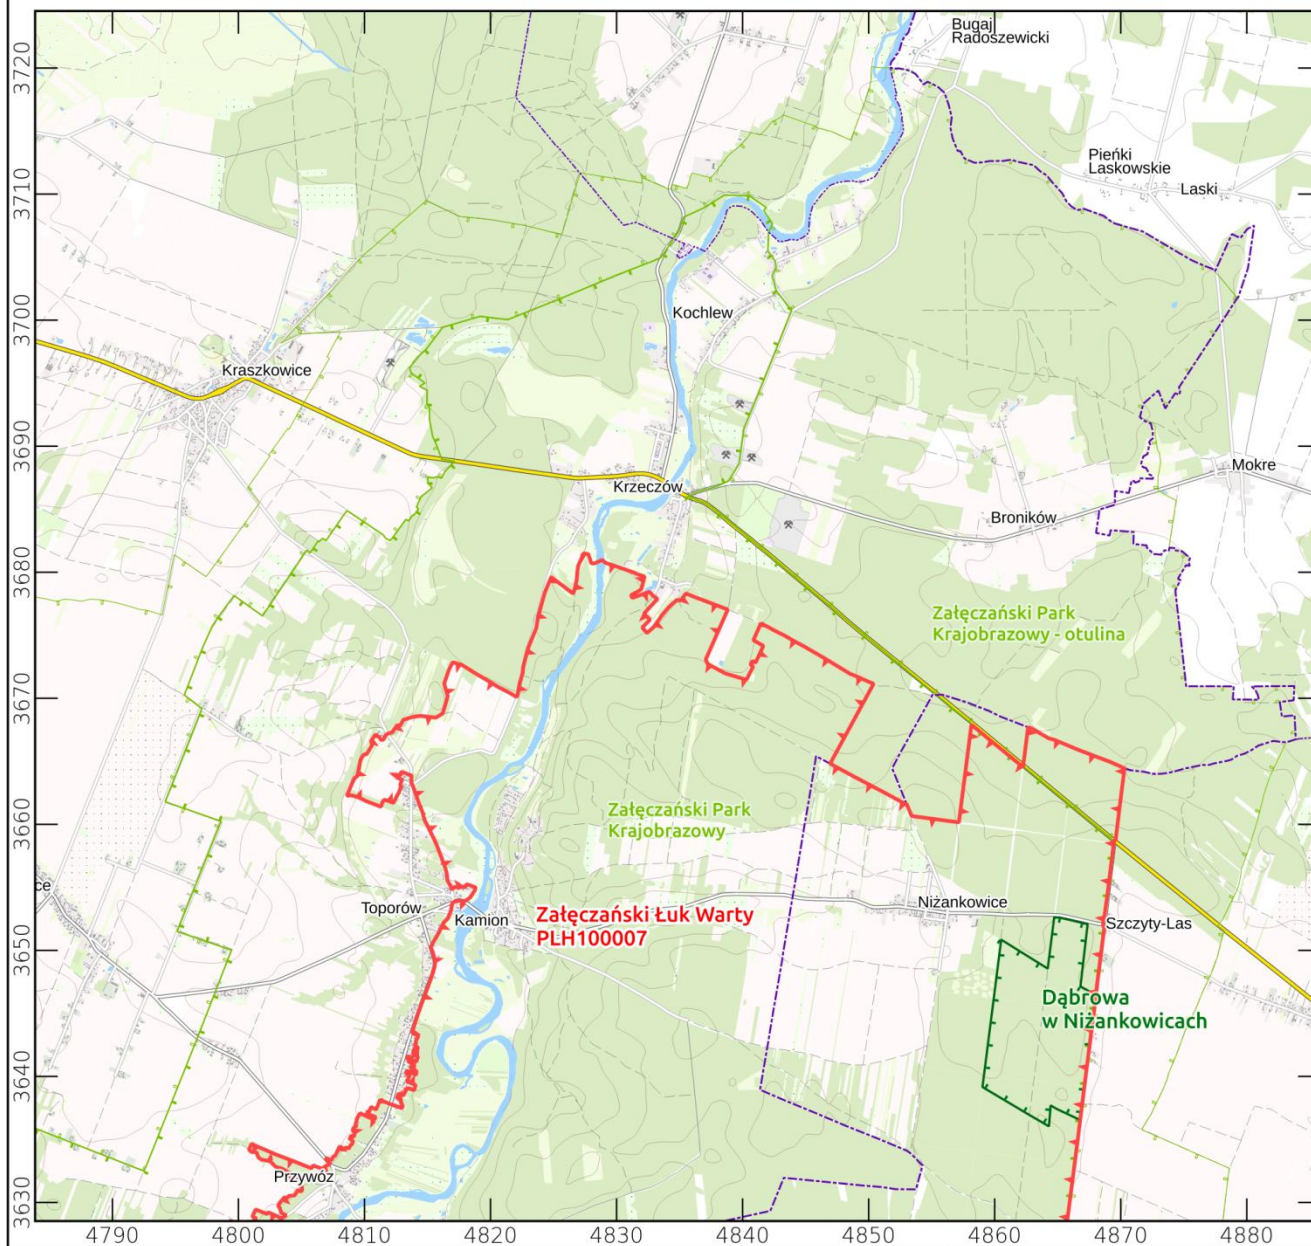 Bugaj
Radoszewicki
Pieńki
Laskowskie
Laski
Kochlew
Kraszkowice
Mokre
Krzeczów
Broników
Załęczański Park
Krajobrazowy - otulina
Załęczański Park
Krajobrazowy
ce
Toporów
Kamion
Załęczański Łuk Warty
PLH100007
Niżankowice
Szczyty-Las
Dąbrowa
w Niżankowicach
Przywóz
3720
3710
3700
3690
3680
3670
3660
3650
3640
3630
4790 4800 4810 4820 4830 4840 4850 4860 4870 4880